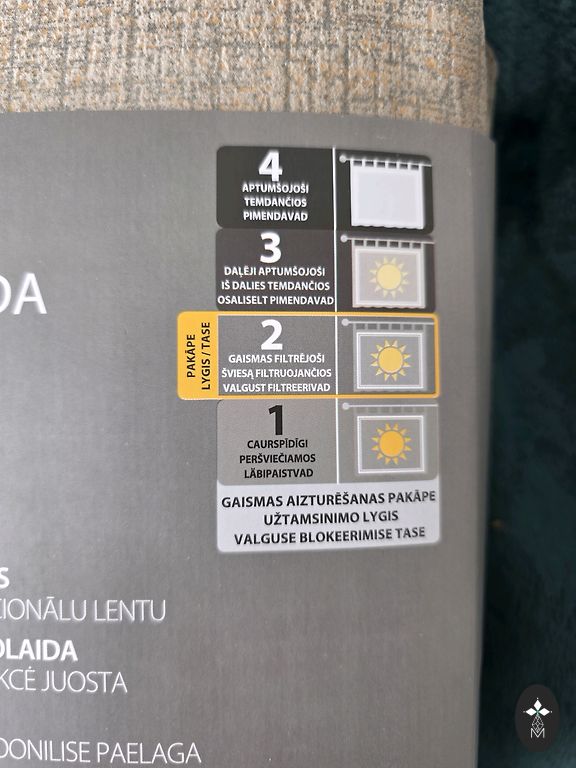 4
APTUMŠOJOŠI
TEMDANČIOS
PIMENDAVAD
3
DAĻĒJI APTUMŠOJOŠI
IŠ DALIES TEMDANČIOS
OSALISELT PIMENDAVAD
PAKĀPE
LYGIS / TASE
2
GAISMAS FILTRĒJOŠI
ŠVIESĄ FILTRUOJANČIOS
VALGUST FILTREERIVAD
1
CAURSPĪDĪGI
PERŠVIEČIAMOS
LÄBIPAISTVAD
GAISMAS AIZTURĒŠANAS PAKĀPE
UŽTAMSINIMO LYGIS
VALGUSE BLOKEERIMISE TASE
DA
S
CIONĀLU LENTU
OLAIDA
KCĖ JUOSTA
OONILISE PAELAGA
M